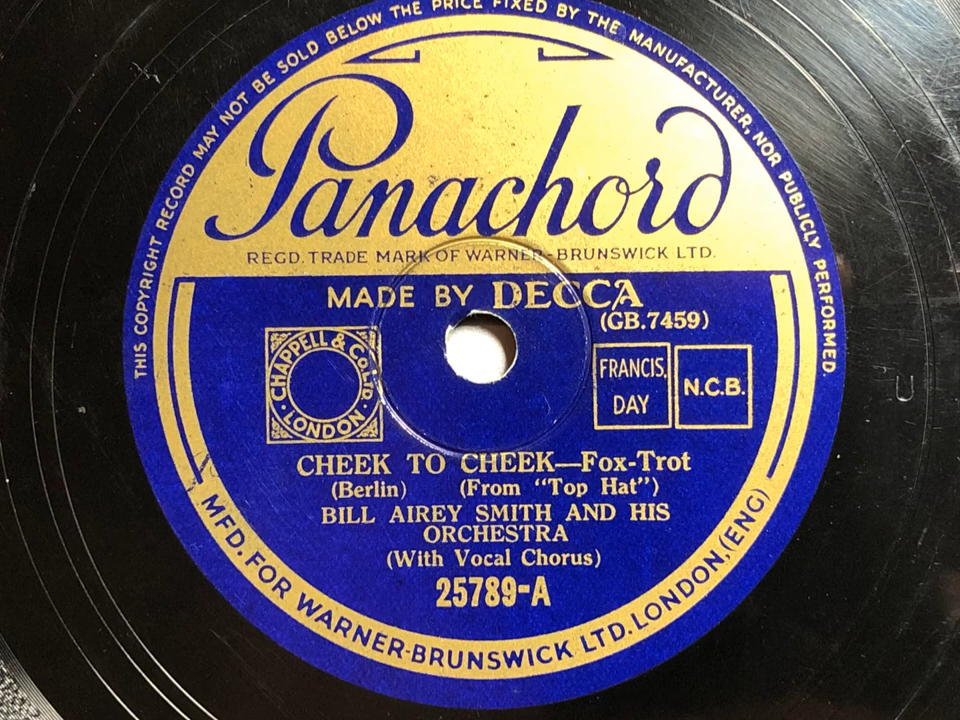 THIS COPYRIGHT RECORD MAY NOT BE SOLD BELOW THE PRICE FIXED BY THE MANUFACTURER, NOR PUBLICLY PERFORMED.
Panachord
REGD. TRADE MARK OF WARNER-BRUNSWICK LTD.
MADE BY DECCA
(GB.7459)
CHAPPELL & CO. LTD.
LONDON
FRANCIS,
DAY
N.C.B.
CHEEK TO CHEEK—Fox-Trot
(Berlin) (From "Top Hat")
BILL AIREY SMITH AND HIS
ORCHESTRA
(With Vocal Chorus)
25789-A
MFD. FOR WARNER-BRUNSWICK LTD. LONDON, (ENG)